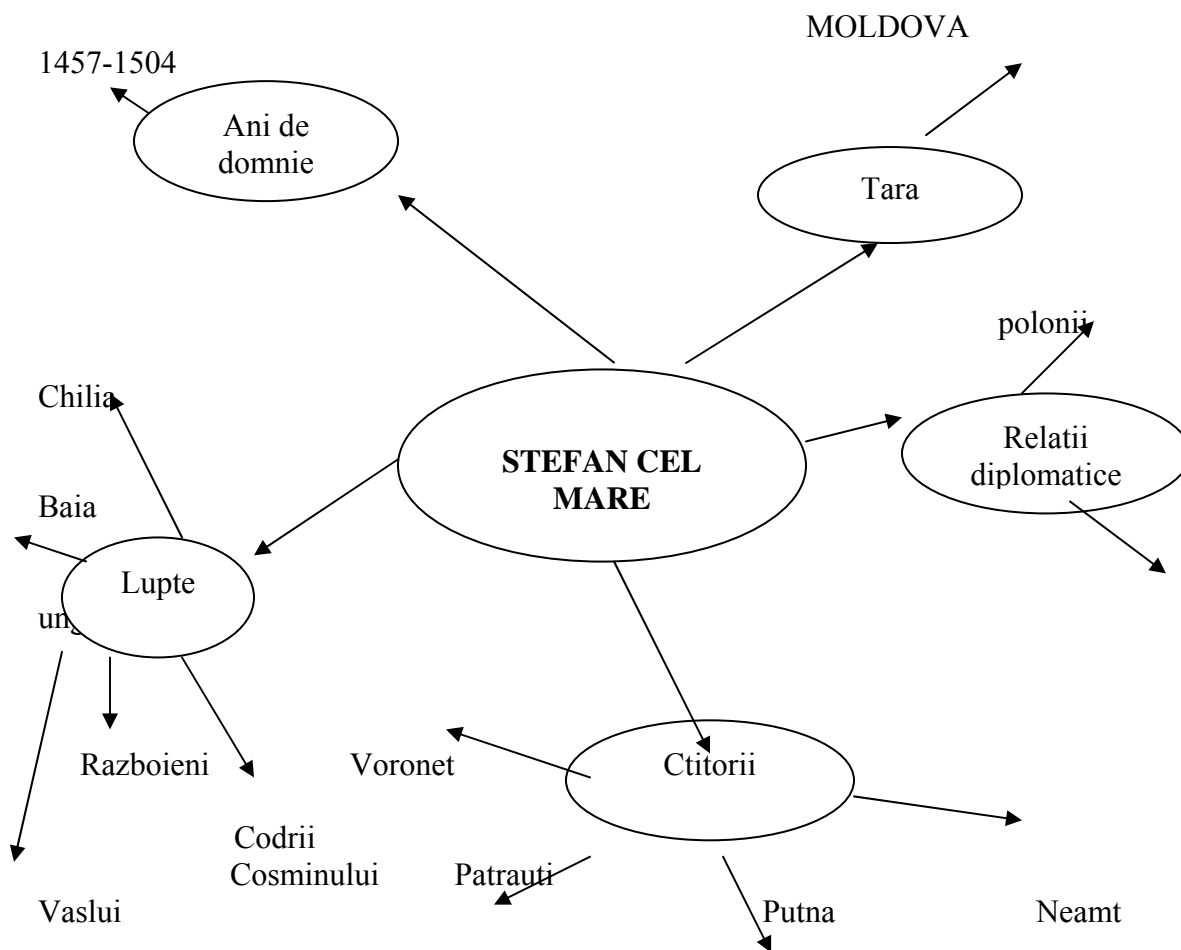 MOLDOVA
1457-1504
Ani de
domnie
Tara
polonii
Chilia
Relatii
diplomatice
STEFAN CEL
MARE
Baia
Lupte
Razboieni
Voronet
Ctitorii
Codrii
Cosminului
Patrauti
Vaslui
Putna
Neamt